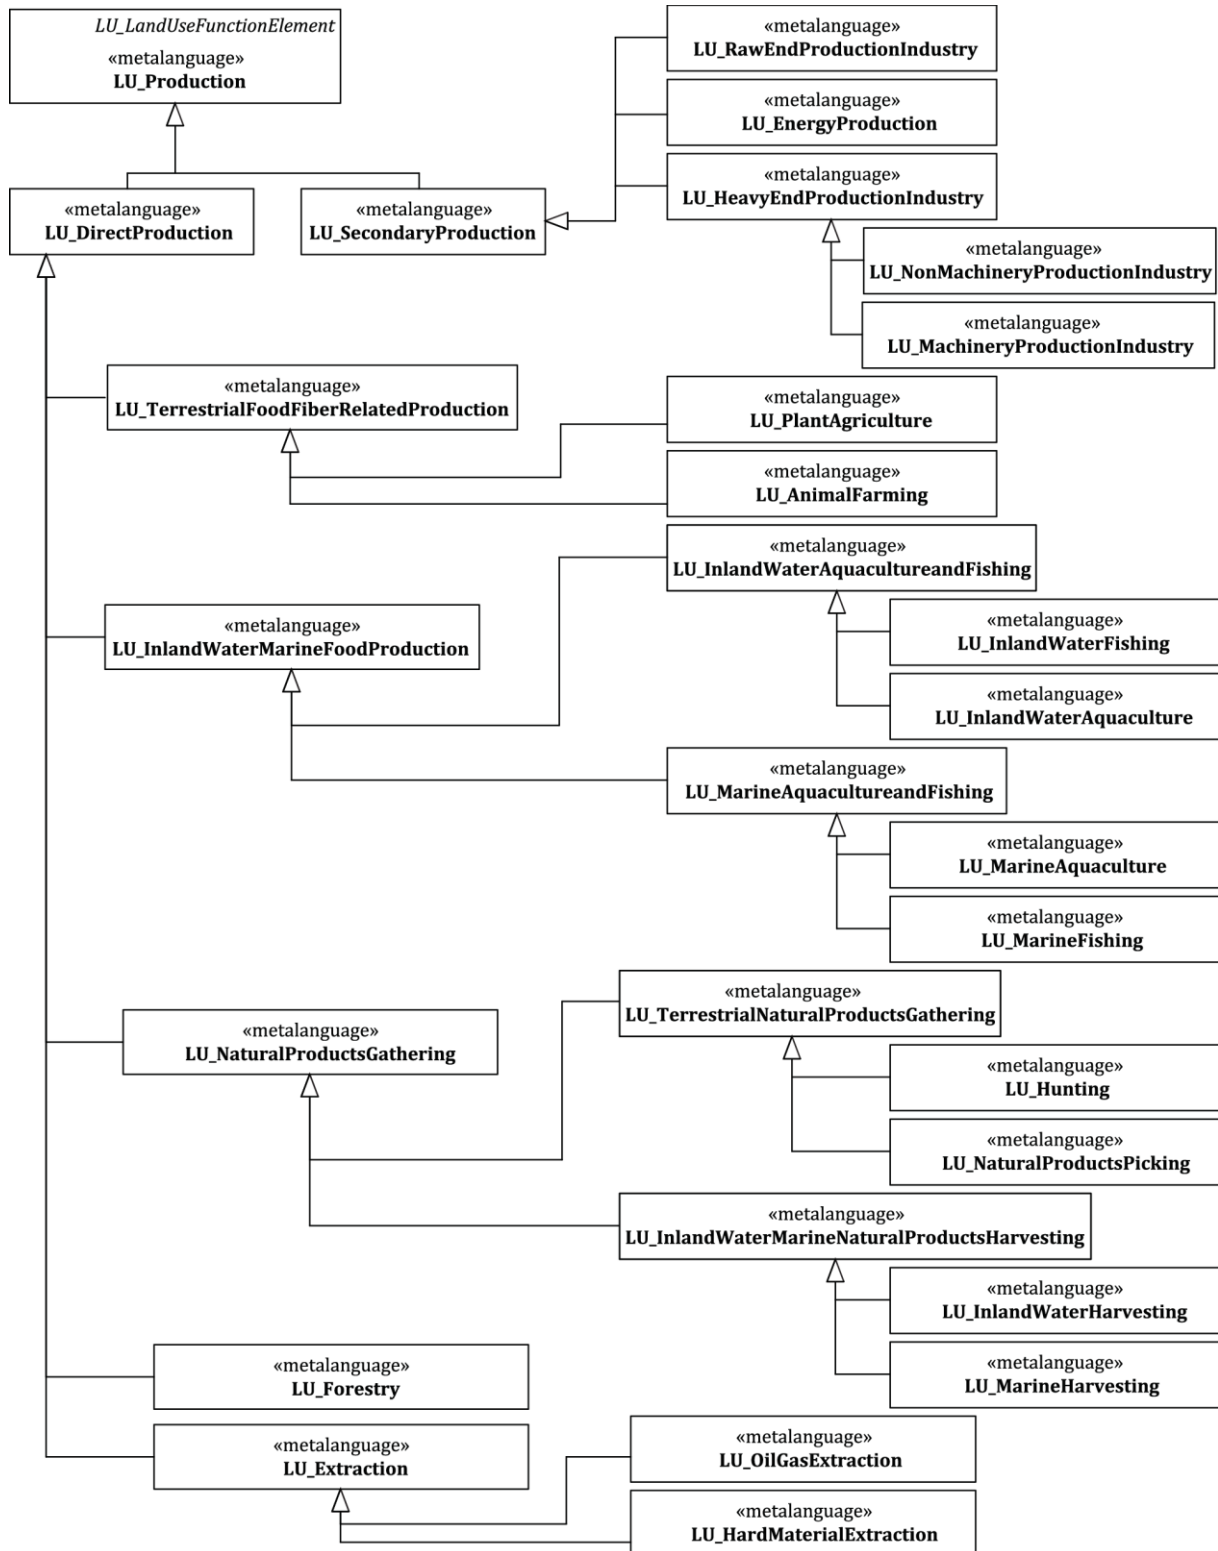 LU_LandUseFunctionElement
«metalanguage»
LU_Production
«metalanguage»
LU_RawEndProductionIndustry
«metalanguage»
LU_EnergyProduction
«metalanguage»
LU_HeavyEndProductionIndustry
«metalanguage»
LU_DirectProduction
«metalanguage»
LU_SecondaryProduction
«metalanguage»
LU_NonMachineryProductionIndustry
«metalanguage»
LU_MachineryProductionIndustry
«metalanguage»
LU_TerrestrialFoodFiberRelatedProduction
«metalanguage»
LU_PlantAgriculture
«metalanguage»
LU_AnimalFarming
«metalanguage»
LU_InlandWaterAquacultureandFishing
«metalanguage»
LU_InlandWaterMarineFoodProduction
«metalanguage»
LU_InlandWaterFishing
«metalanguage»
LU_InlandWaterAquaculture
«metalanguage»
LU_MarineAquacultureandFishing
«metalanguage»
LU_MarineAquaculture
«metalanguage»
LU_MarineFishing
«metalanguage»
LU_TerrestrialNaturalProductsGathering
«metalanguage»
LU_NaturalProductsGathering
«metalanguage»
LU_Hunting
«metalanguage»
LU_NaturalProductsPicking
«metalanguage»
LU_InlandWaterMarineNaturalProductsHarvesting
«metalanguage»
LU_InlandWaterHarvesting
«metalanguage»
LU_MarineHarvesting
«metalanguage»
LU_Forestry
«metalanguage»
LU_Extraction
«metalanguage»
LU_OilGasExtraction
«metalanguage»
LU_HardMaterialExtraction